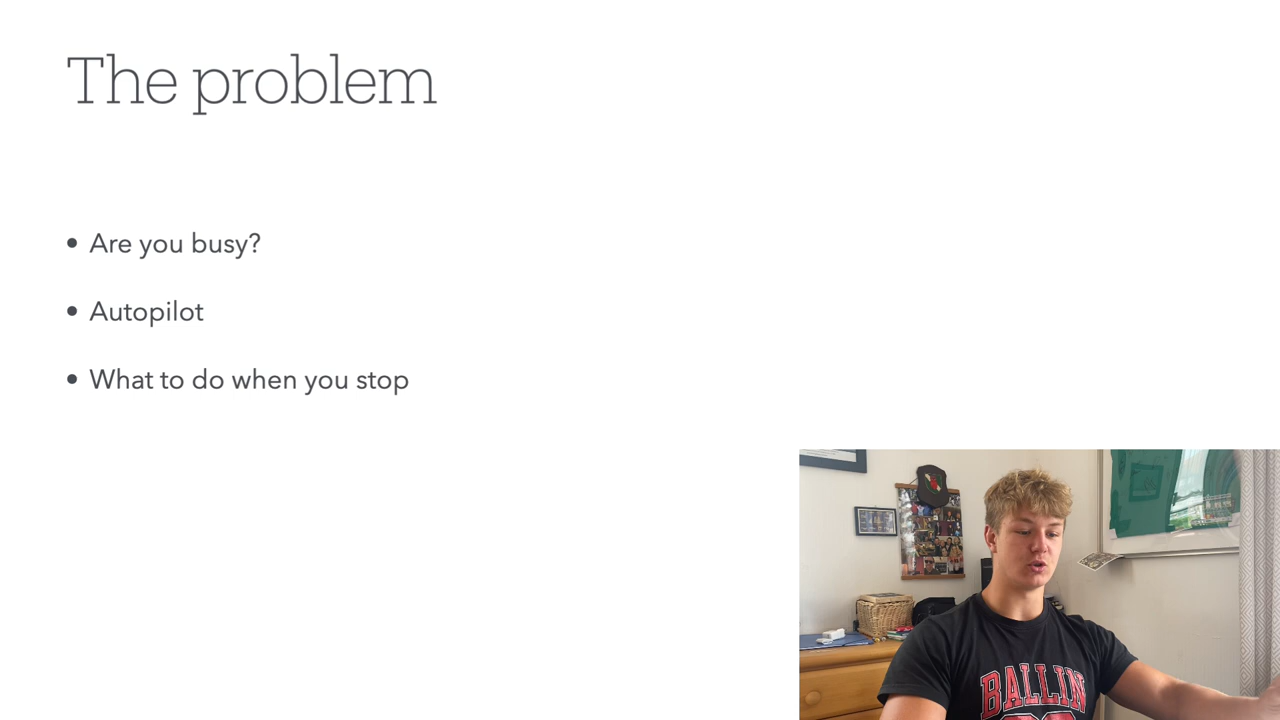 The problem
• Are you busy?
• Autopilot
• What to do when you stop
BALLIN